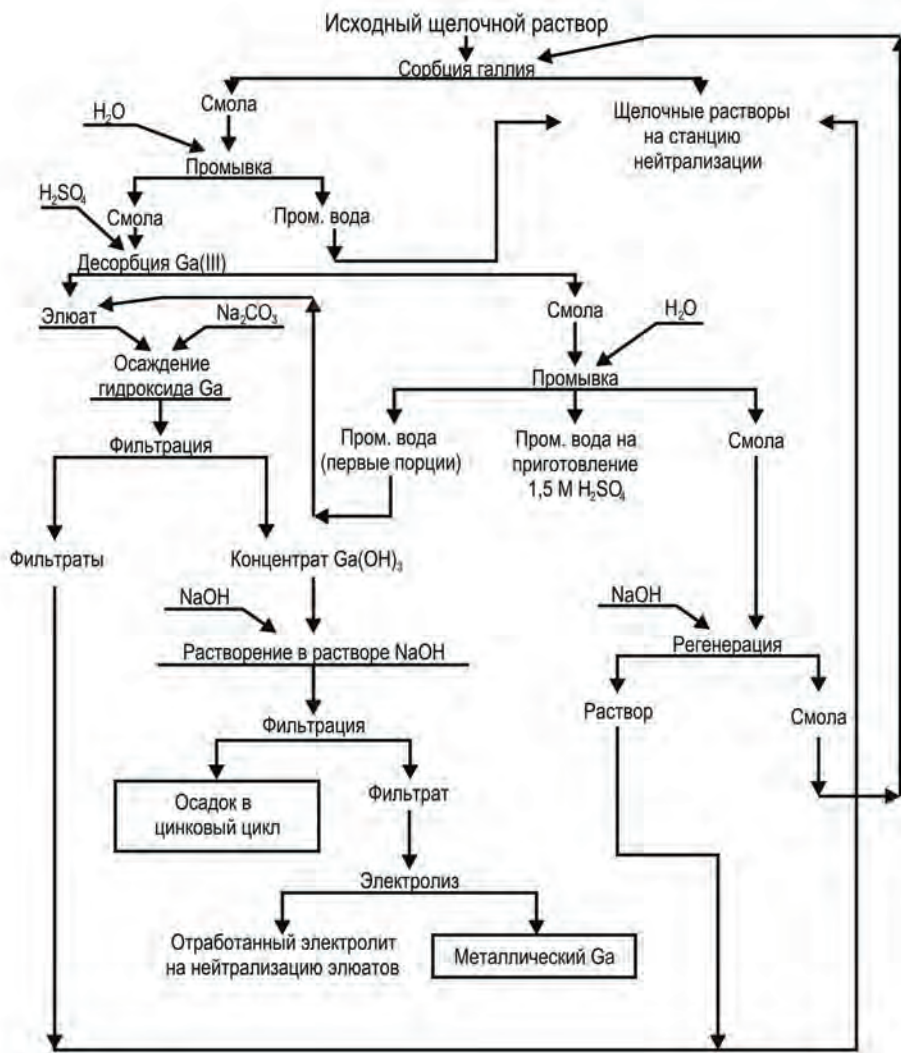 Исходный щелочной раствор
Сорбция галлия
Смола
H₂O
Щелочные растворы
на станцию
нейтрализации
Промывка
H₂SO₄
Смола
Пром. вода
Десорбция Ga(III)
Элюат
Na₂CO₃
Смола
H₂O
Осаждение
гидроксида Ga
Промывка
Фильтрация
Пром. вода
(первые порции)
Пром. вода на
приготовление
1,5 М H₂SO₄
Смола
Фильтраты
Концентрат Ga(OH)₃
NaOH
NaOH
Растворение в растворе NaOH
Регенерация
Фильтрация
Раствор
Смола
Осадок в
цинковый цикл
Фильтрат
Электролиз
Отработанный электролит
на нейтрализацию элюатов
Металлический Ga